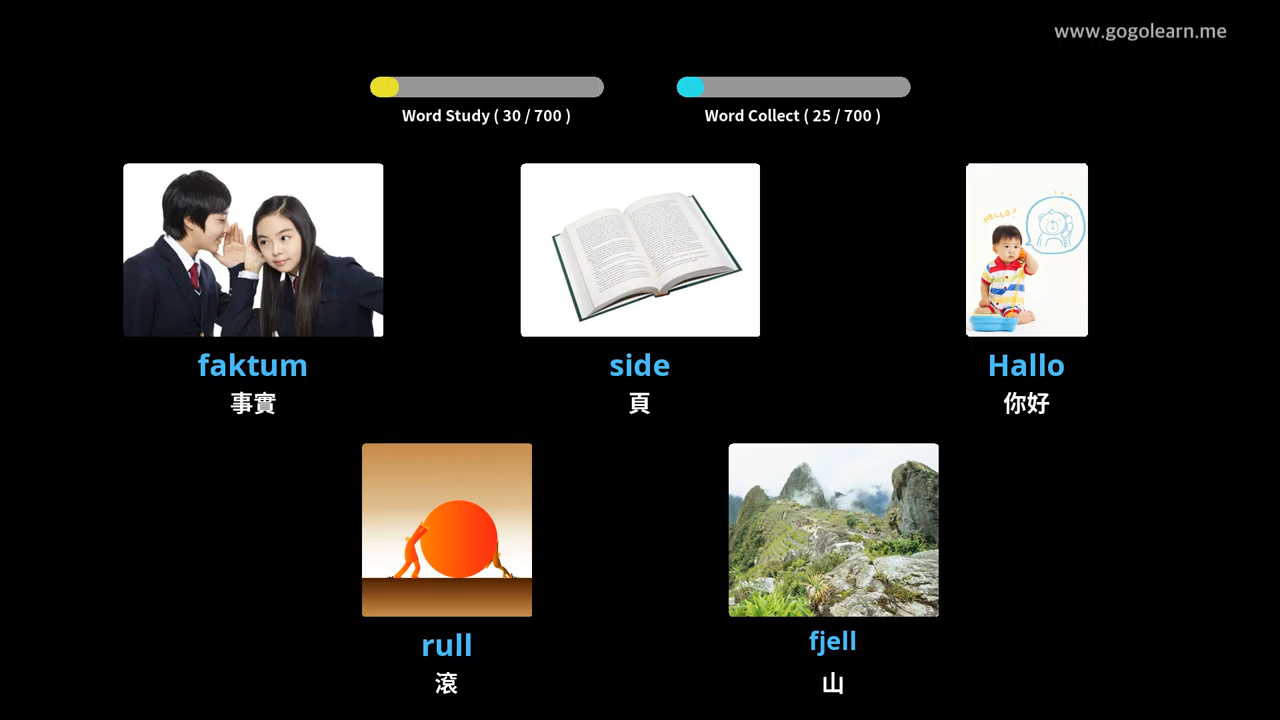 www.gogolearn.me
Word Study ( 30 / 700 )
Word Collect ( 25 / 700 )
HELLO?
faktum
事實
side
頁
Hallo
你好
rull
滾
fjell
山